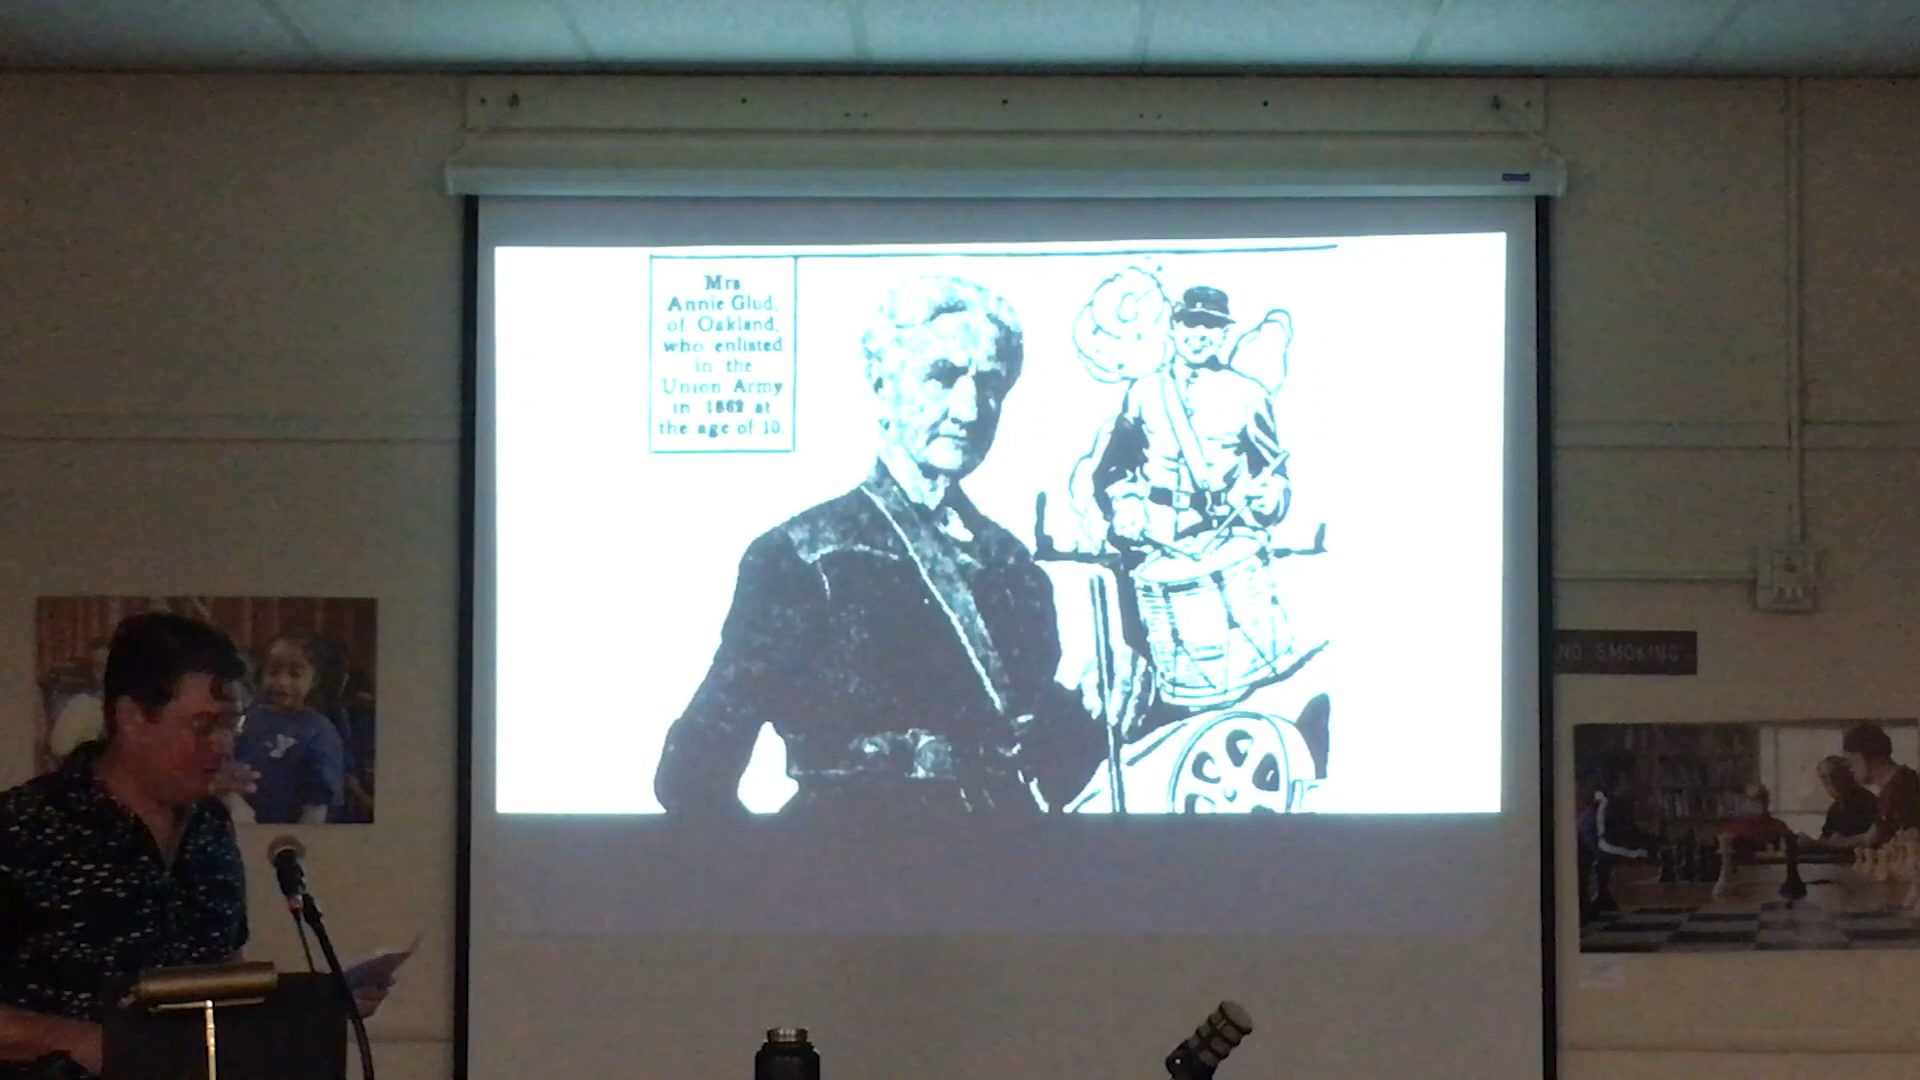 Mrs.
Annie Glud,
of Oakland,
who enlisted
in the
Union Army
in 1862 at
the age of 10.
NO SMOKING